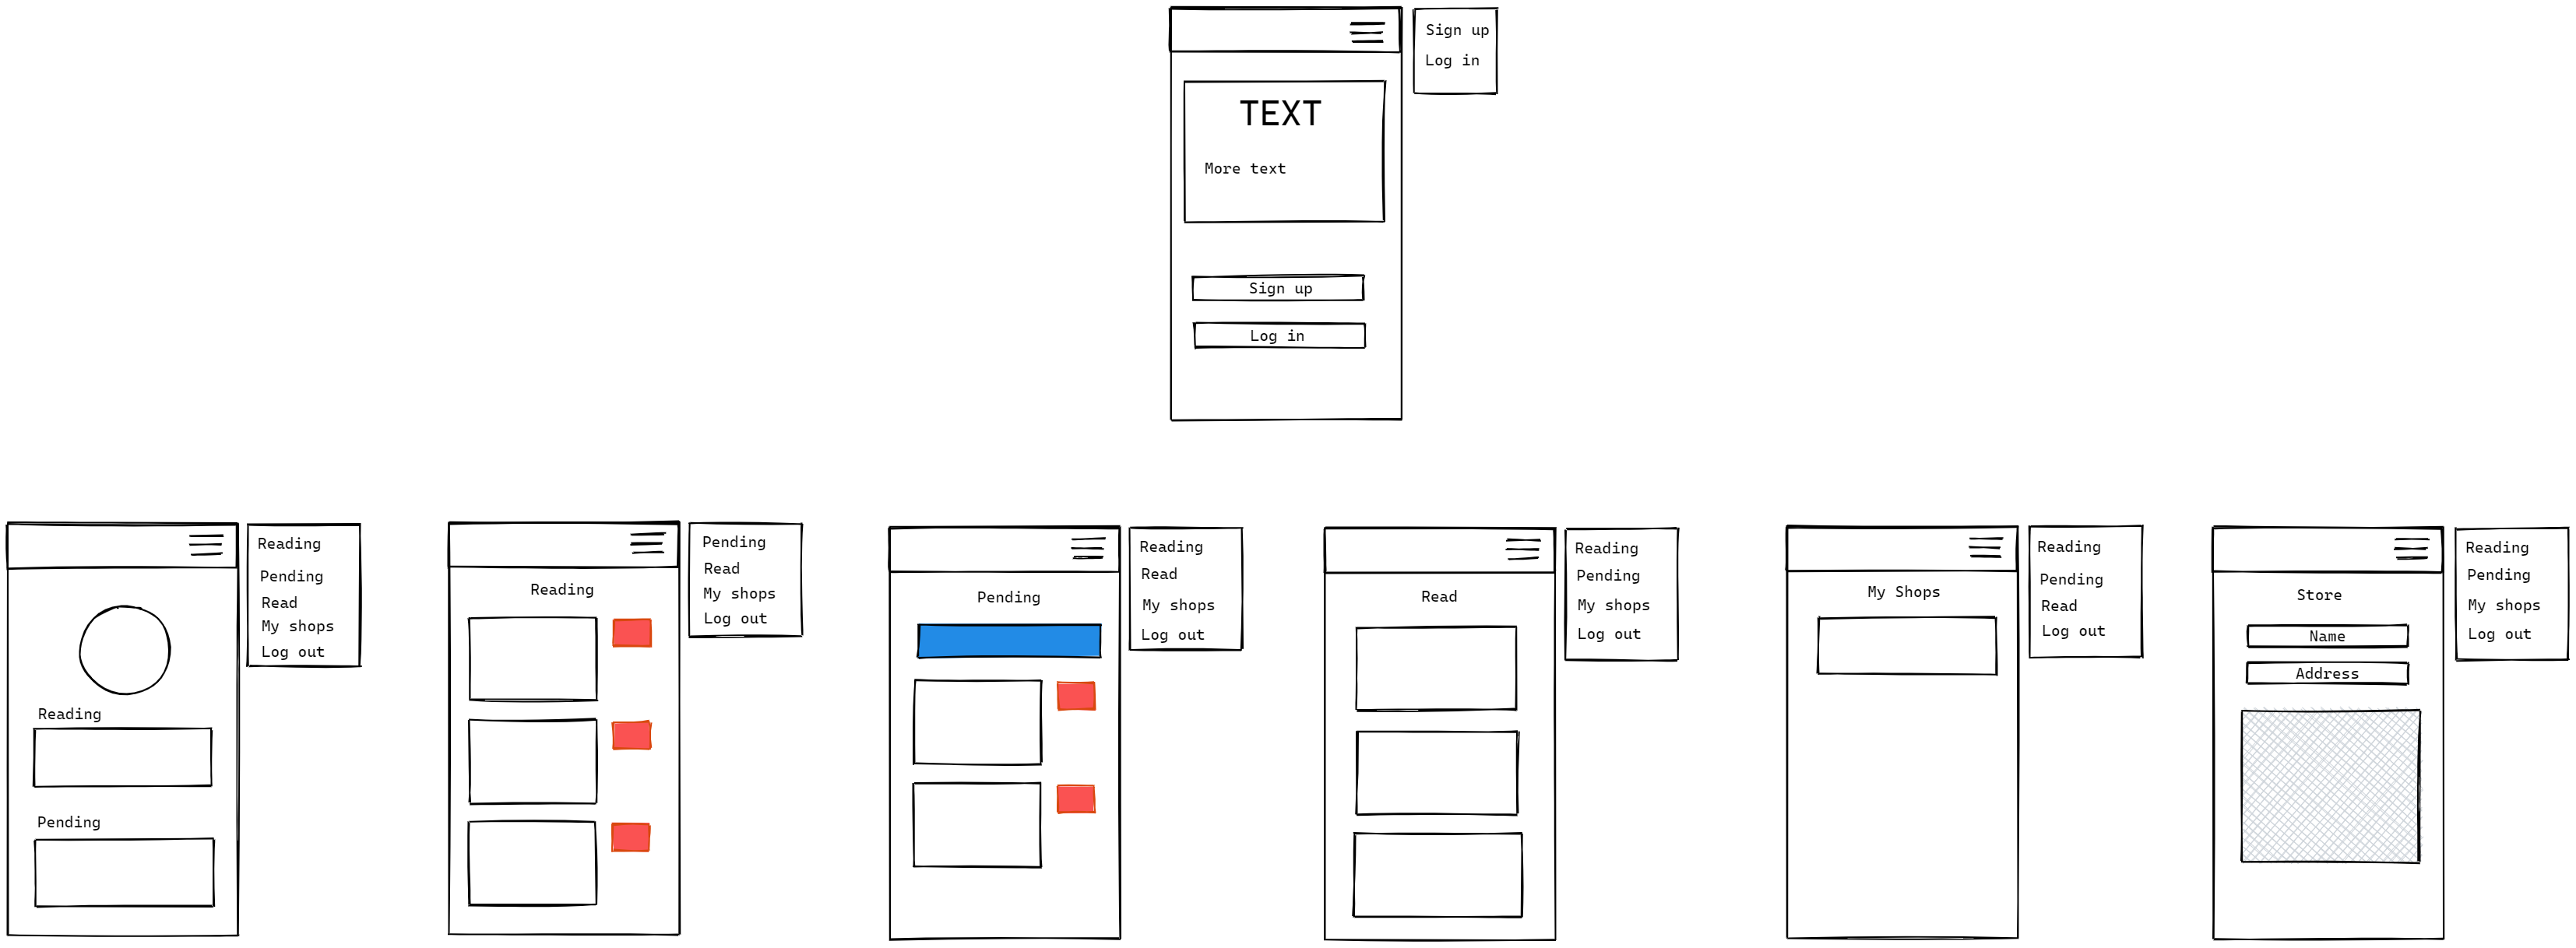 Sign up
Log in
TEXT
More text
Sign up
Log in
Reading
Pending
Read
My shops
Log out
Reading
Pending
Reading
Pending
Read
My shops
Log out
Pending
Reading
Read
My shops
Log out
Read
Reading
Pending
My shops
Log out
My Shops
Reading
Pending
Read
Log out
Store
Name
Address
Reading
Pending
My shops
Log out